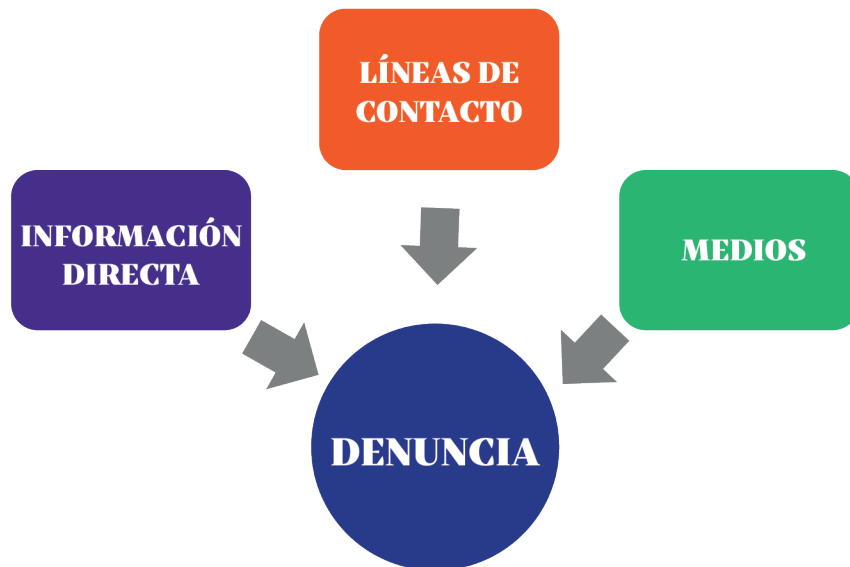 LÍNEAS DE
CONTACTO
INFORMACIÓN
DIRECTA
MEDIOS
DENUNCIA